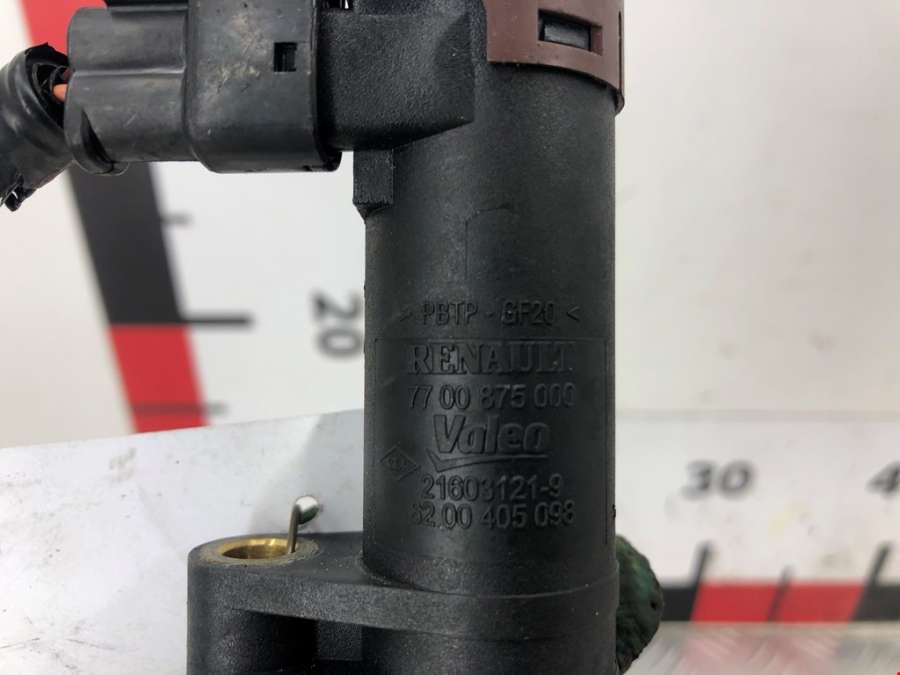 > PBTP - GF20 <
RENAULT
77 00 875 000
Valeo
21603121-9
82 00 405 098
20
30